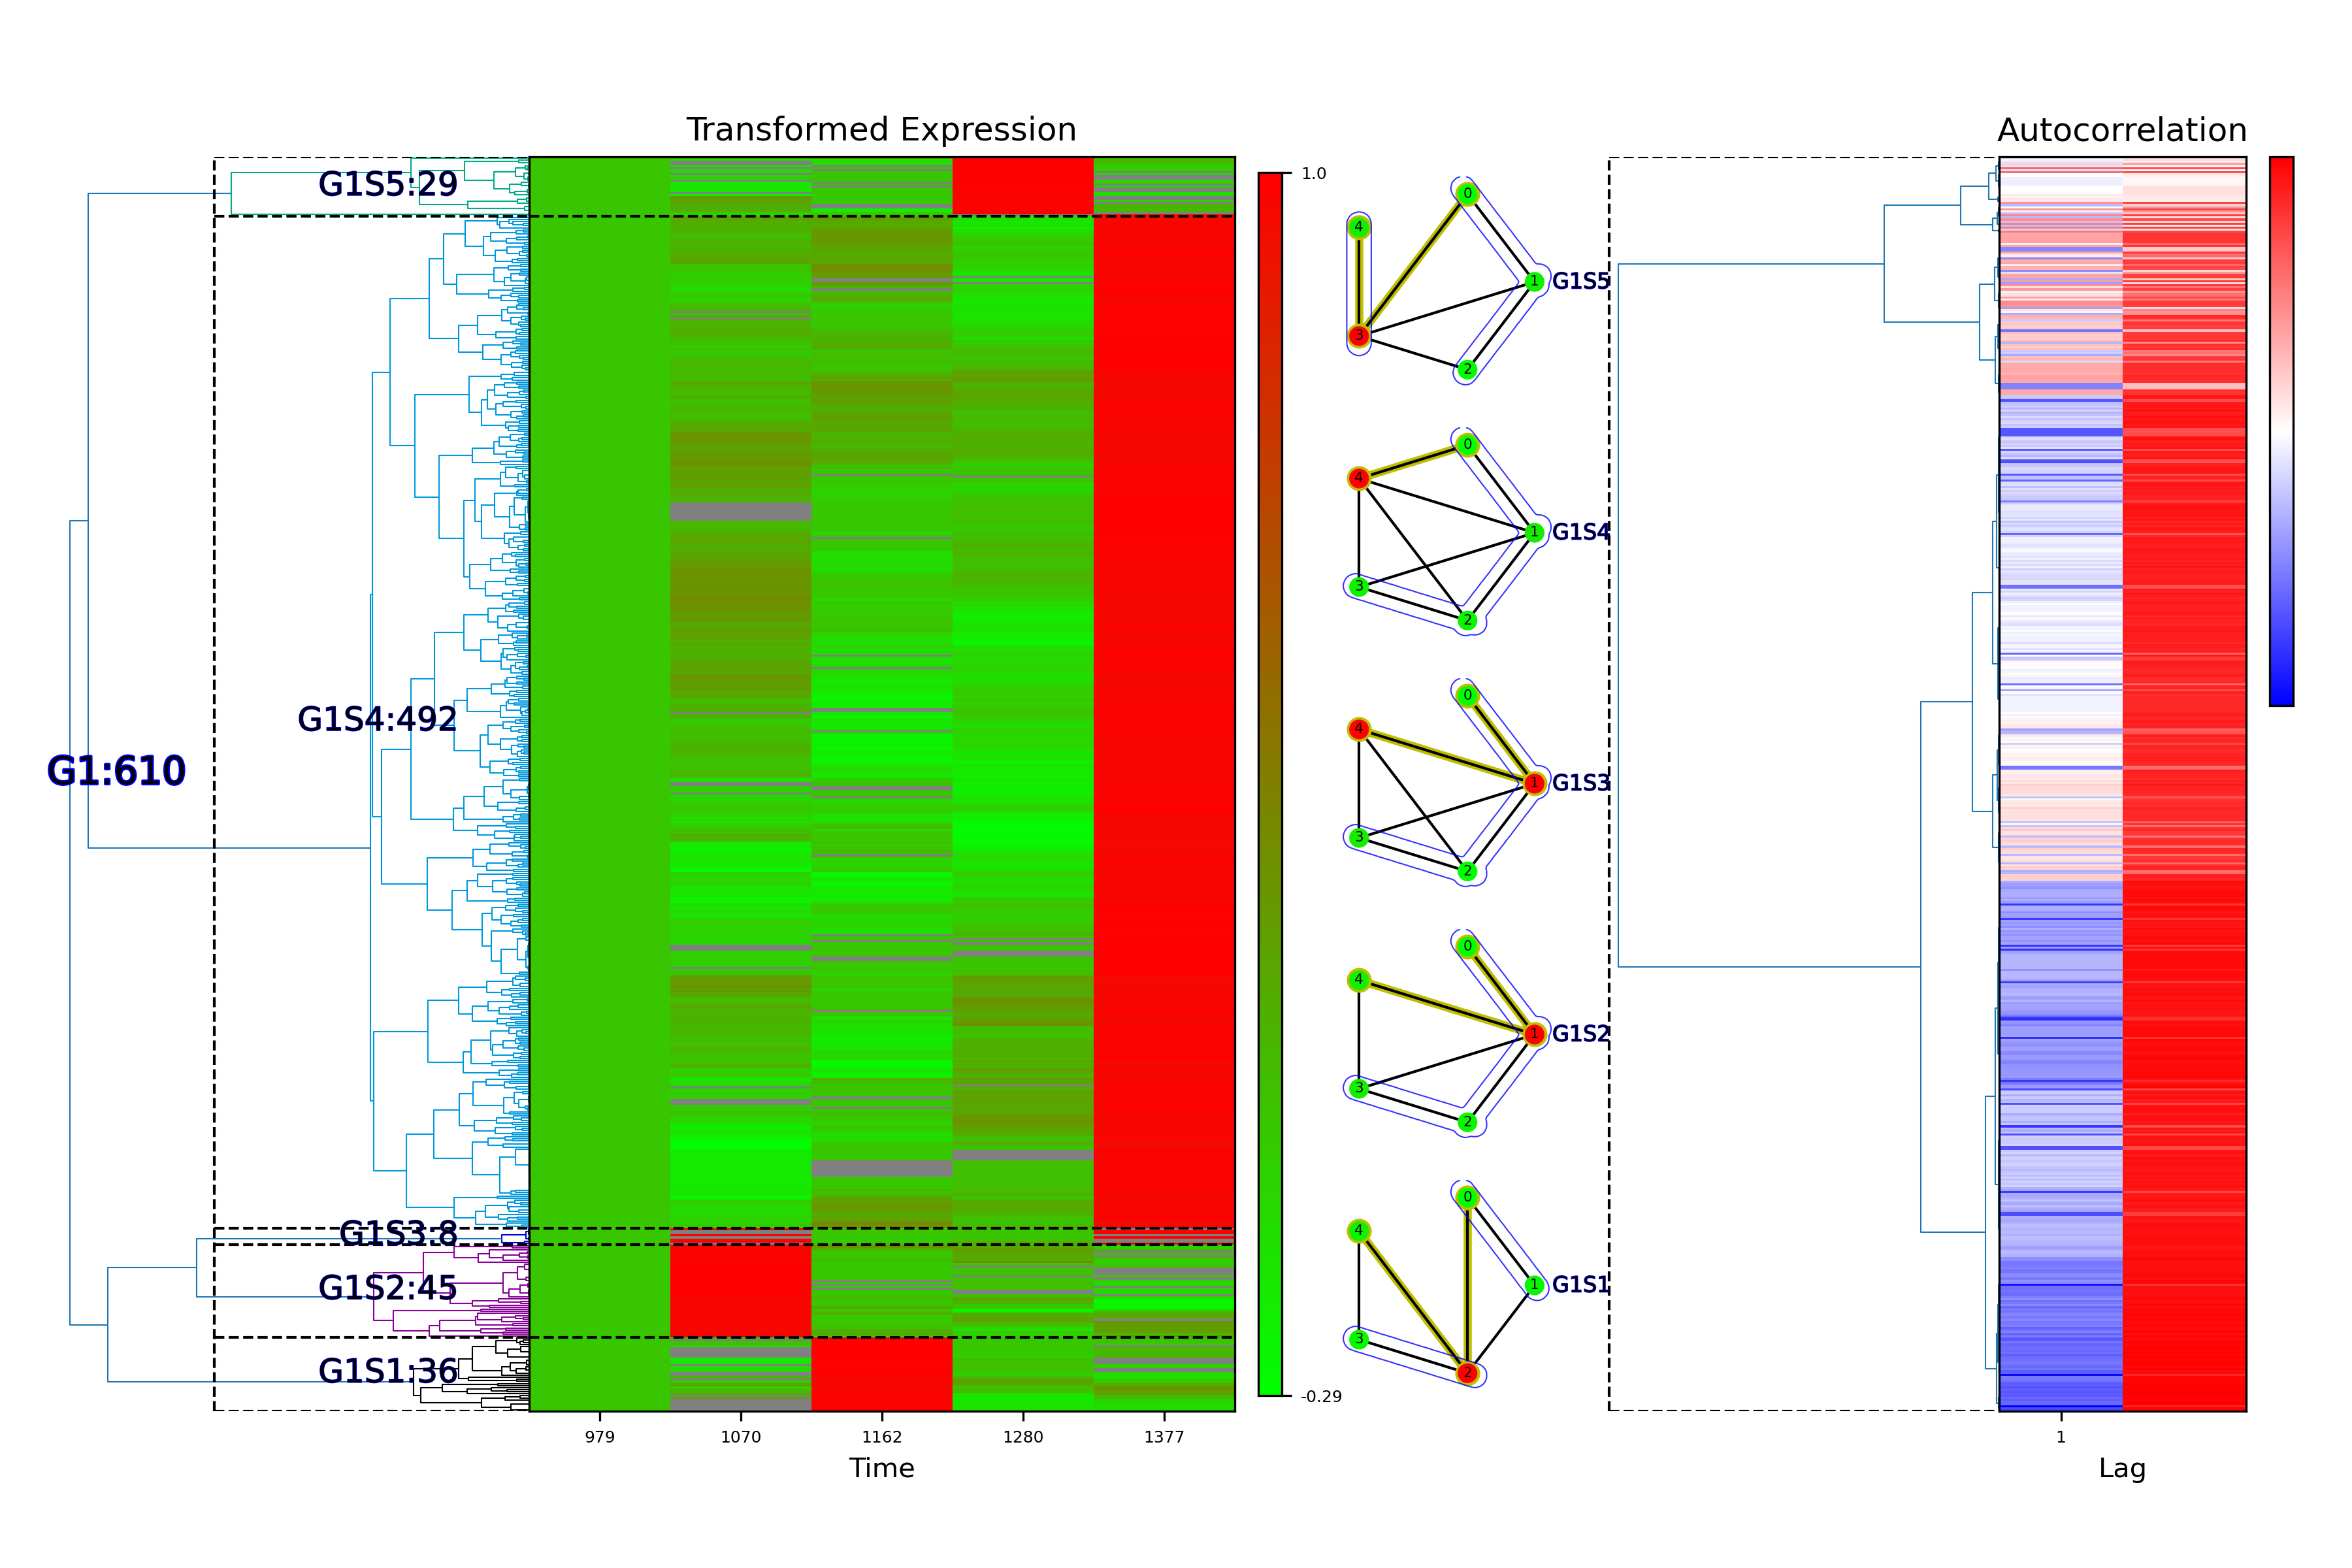 Transformed Expression
Autocorrelation
G1S5:29
G1S4:492
G1:610
G1S3:8
G1S2:45
G1S1:36
979 1070 1162 1280 1377
Time
1.0
-0.29
0
4
1
G1S5
3
2
0
4
1
G1S4
3
2
0
4
1
G1S3
3
2
0
4
1
G1S2
3
2
0
4
1
G1S1
3
2
1
Lag